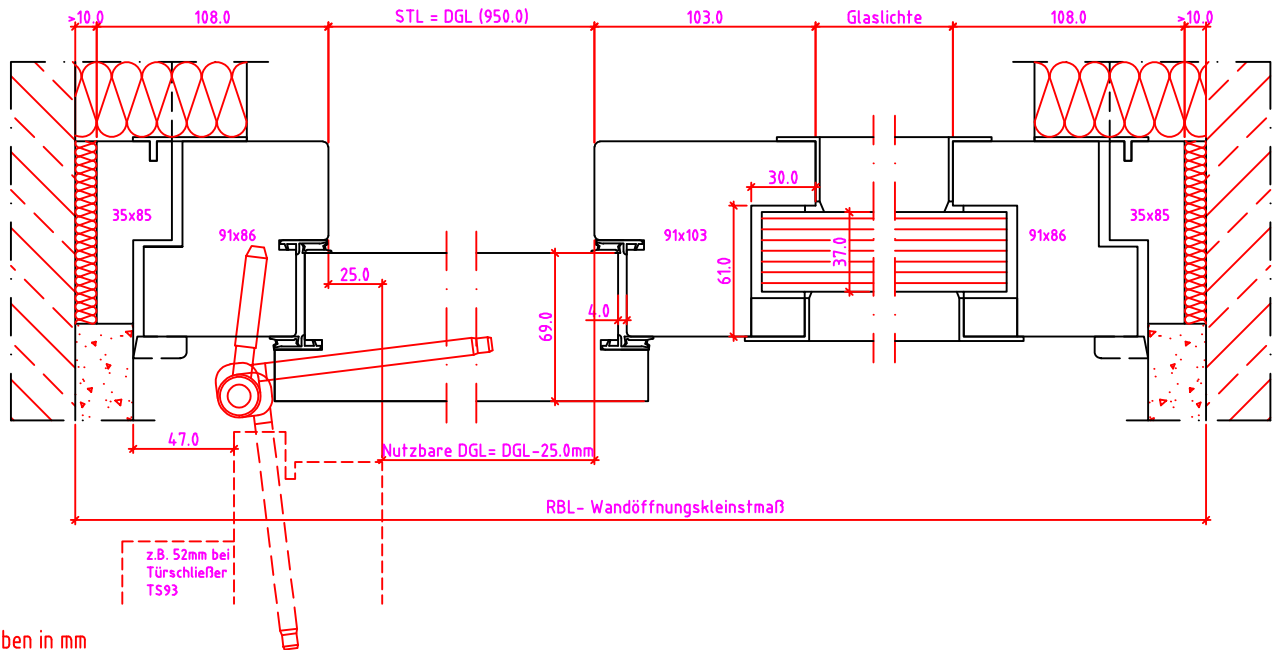 >10.0 108.0 STL = DGL (950.0) 103.0 Glaslichte 108.0 >10.0
30.0
35x85 35x85
91x86 91x103 91x86
37.0
61.0
25.0
4.0
69.0
47.0
Nutzbare DGL= DGL-25.0mm
RBL- Wandöffnungskleinstmaß
z.B. 52mm bei
Türschließer
TS93
ben in mm